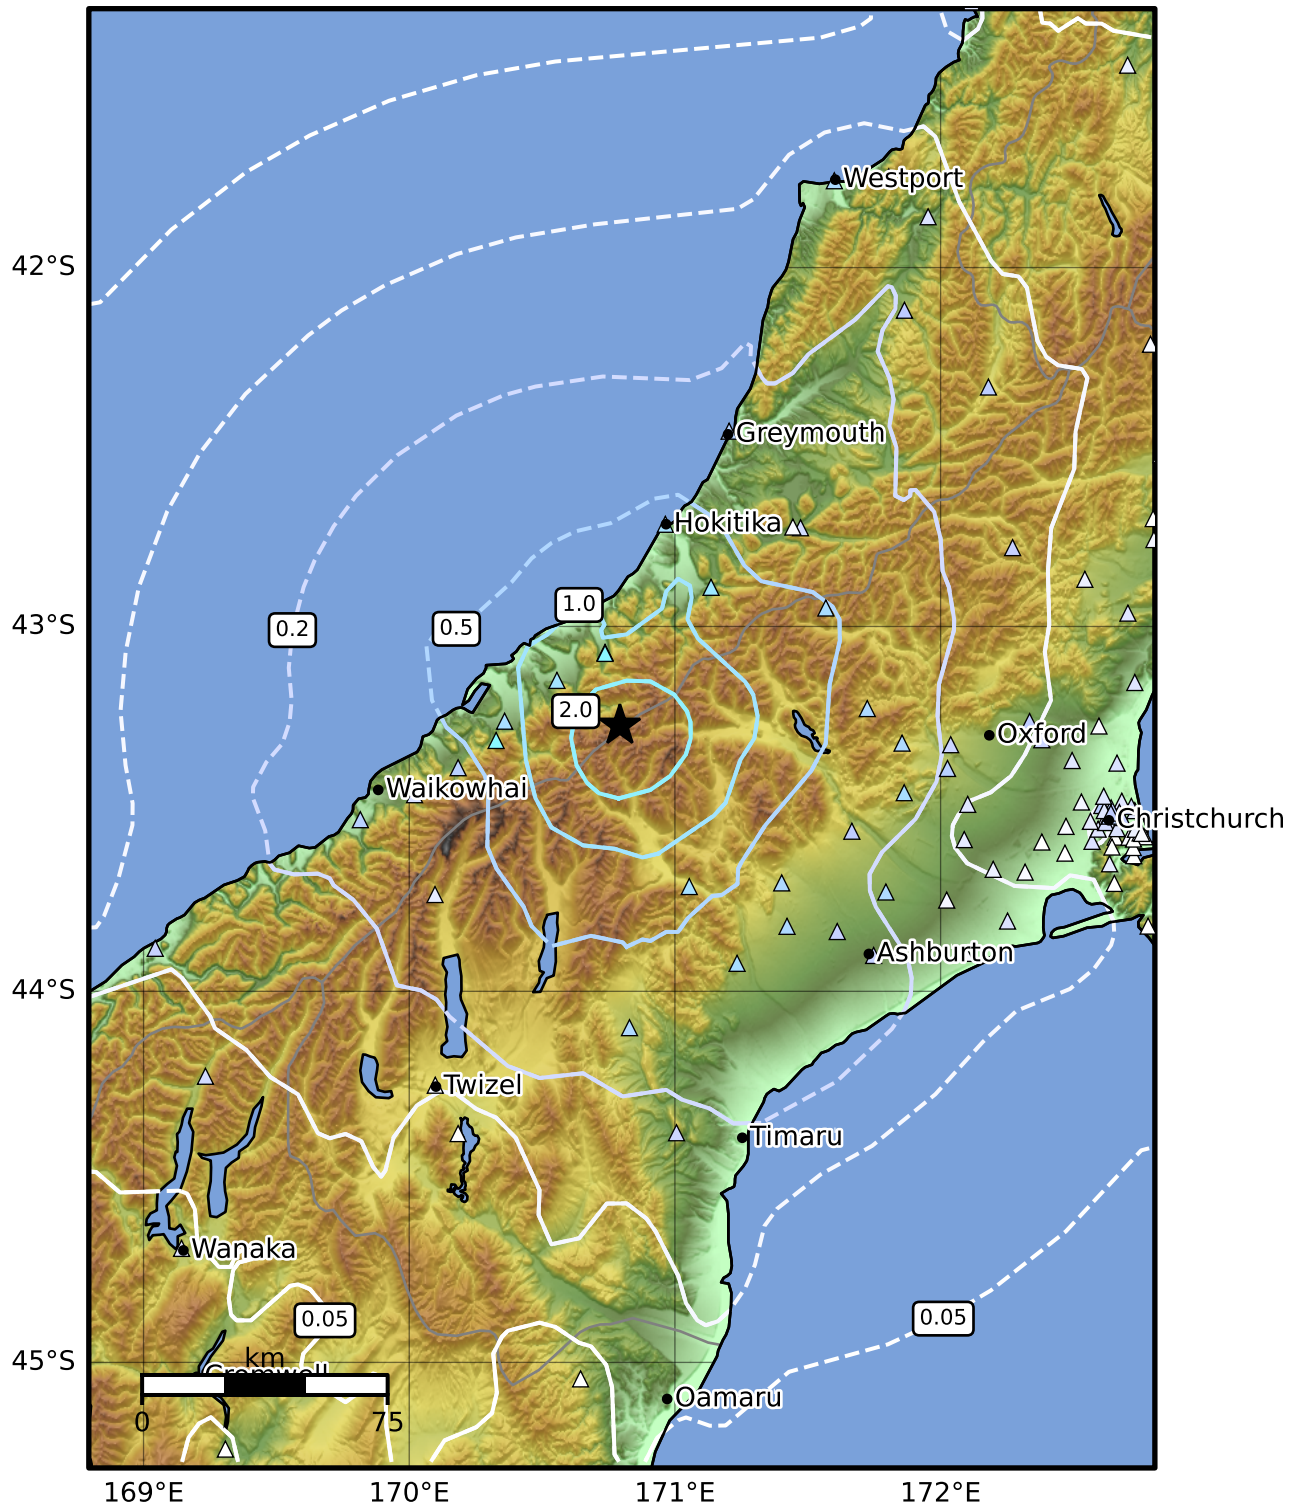 Westport
42°S
Greymouth
Hokitika
1.0
0.2
0.5
43°S
2.0
Oxford
Waikowhai
Christchurch
Ashburton
44°S
Twizel
Timaru
Wanaka
0.05
0.05
km
45°S
Cromwell
Oamaru
0
75
169°E
170°E
171°E
172°E